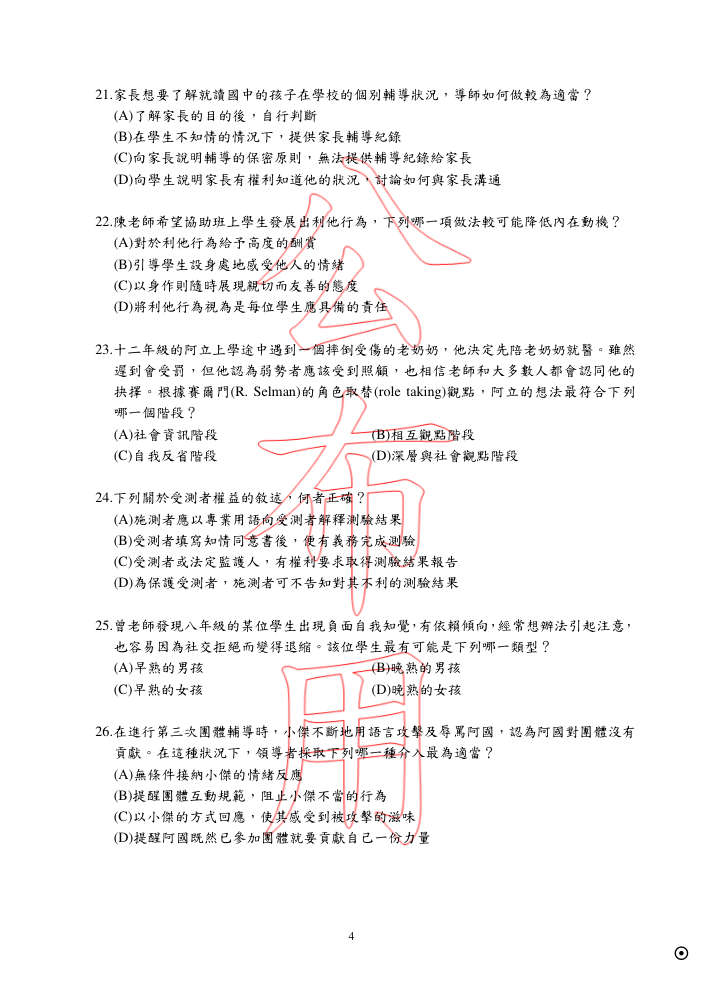 21.家長想要了解就讀國中的孩子在學校的個別輔導狀況，導師如何做較為適當？
(A)了解家長的目的後，自行判斷
(B)在學生不知情的情況下，提供家長輔導紀錄
(C)向家長說明輔導的保密原則，無法提供輔導紀錄給家長
(D)向學生說明家長有權利知道他的狀況，討論如何與家長溝通
22.陳老師希望協助班上學生發展出利他行為，下列哪一項做法較可能降低內在動機？
(A)對於利他行為給予高度的酬賞
(B)引導學生設身處地感受他人的情緒
(C)以身作則隨時展現親切而友善的態度
(D)將利他行為視為是每位學生應具備的責任
23.十二年級的阿立上學途中遇到一個摔倒受傷的老奶奶，他決定先陪老奶奶就醫。雖然
遲到會受罰，但他認為弱勢者應該受到照顧，也相信老師和大多數人都會認同他的
抉擇。根據賽爾門(R. Selman)的角色取替(role taking)觀點，阿立的想法最符合下列
哪一個階段？
(A)社會資訊階段 (B)相互觀點階段
(C)自我反省階段 (D)深層與社會觀點階段
24.下列關於受測者權益的敘述，何者正確？
(A)施測者應以專業用語向受測者解釋測驗結果
(B)受測者填寫知情同意書後，便有義務完成測驗
(C)受測者或法定監護人，有權利要求取得測驗結果報告
(D)為保護受測者，施測者可不告知對其不利的測驗結果
25.曾老師發現八年級的某位學生出現負面自我知覺，有依賴傾向，經常想辦法引起注意，
也容易因為社交拒絕而變得退縮。該位學生最有可能是下列哪一類型？
(A)早熟的男孩 (B)晚熟的男孩
(C)早熟的女孩 (D)晚熟的女孩
26.在進行第三次團體輔導時，小傑不斷地用語言攻擊及辱罵阿國，認為阿國對團體沒有
貢獻。在這種狀況下，領導者採取下列哪一種介入最為適當？
(A)無條件接納小傑的情緒反應
(B)提醒團體互動規範，阻止小傑不當的行為
(C)以小傑的方式回應，使其感受到被攻擊的滋味
(D)提醒阿國既然已參加團體就要貢獻自己一份力量
公布用
4